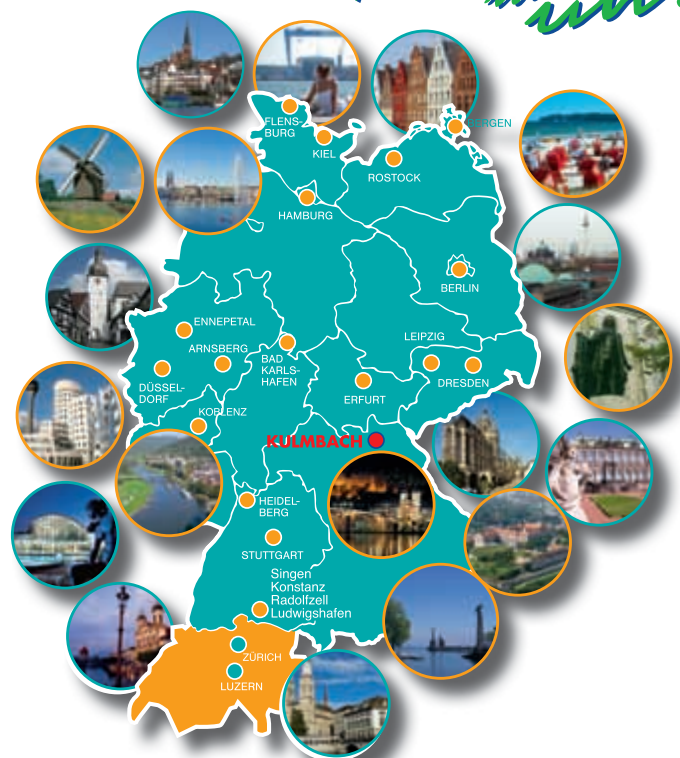 FLENS-
BURG
KIEL
BERGEN
ROSTOCK
HAMBURG
BERLIN
ENNEPETAL
ARNSBERG
BAD
KARLS-
HAFEN
LEIPZIG
DÜSSEL-
DORF
ERFURT
DRESDEN
KOBLENZ
KULMBACH
HEIDEL-
BERG
STUTTGART
Singen
Konstanz
Radolfzell
Ludwigshafen
ZÜRICH
LUZERN